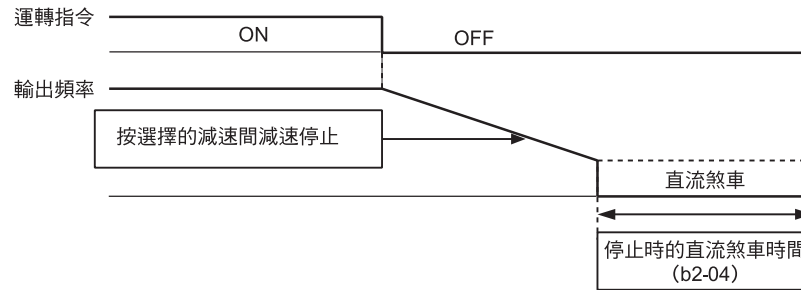 運轉指令
ON
OFF
輸出頻率
按選擇的減速間減速停止
直流煞車
停止時的直流煞車時間
（b2-04）